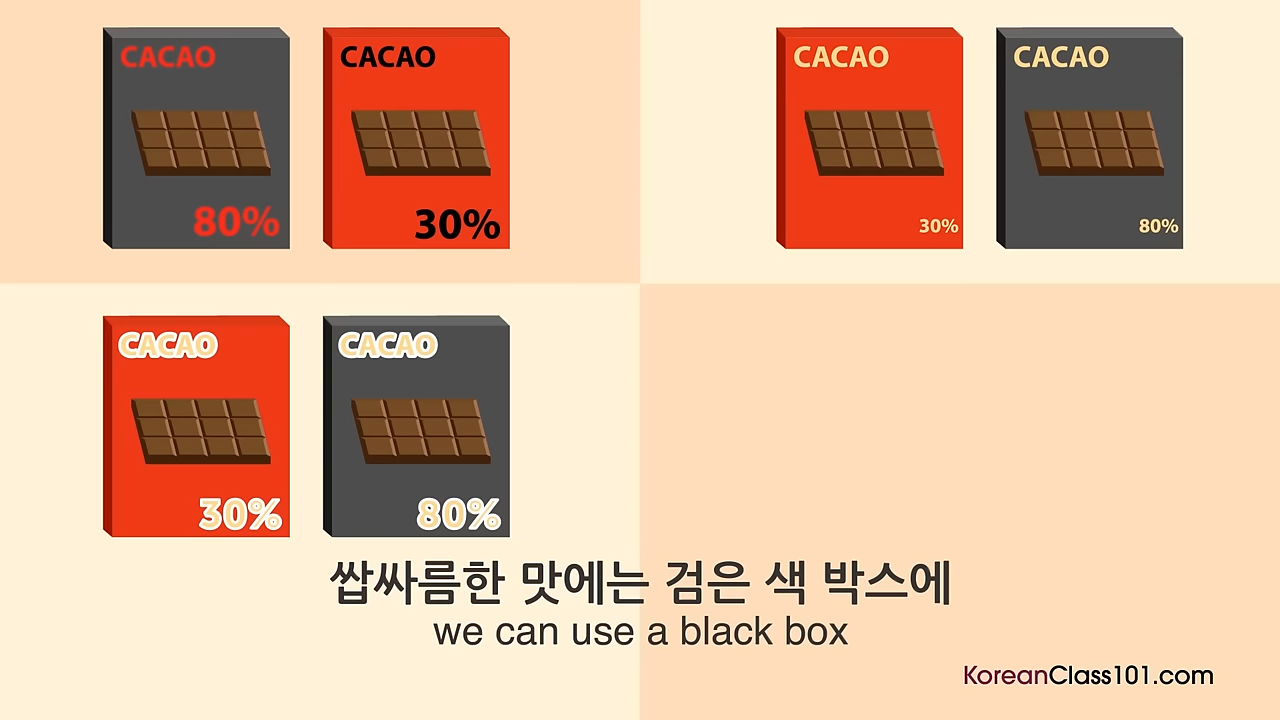 CACAO
80%
CACAO
30%
CACAO
30%
CACAO
80%
CACAO
30%
CACAO
80%
쌉싸름한 맛에는 검은 색 박스에
we can use a black box
KoreanClass101.com